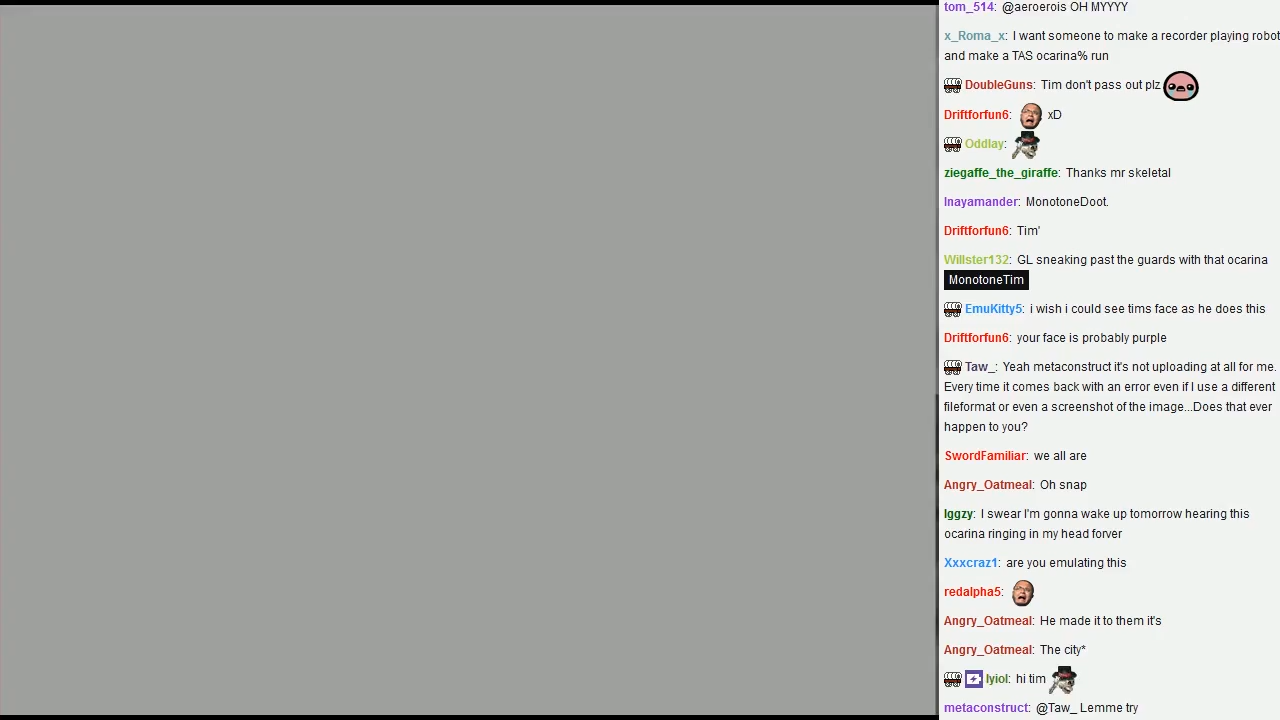 tom_514: @aeroerois OH MYYYY
x_Roma_x: I want someone to make a recorder playing robot
and make a TAS ocarina% run
DoubleGuns: Tim don't pass out plz
Driftforfun6: xD
Oddlay:
ziegaffe_the_giraffe: Thanks mr skeletal
Inayamander: MonotoneDoot.
Driftforfun6: Tim'
Willster132: GL sneaking past the guards with that ocarina
MonotoneTim
EmuKitty5: i wish i could see tims face as he does this
Driftforfun6: your face is probably purple
Taw_: Yeah metaconstruct it's not uploading at all for me.
Every time it comes back with an error even if I use a different
fileformat or even a screenshot of the image...Does that ever
happen to you?
SwordFamiliar: we all are
Angry_Oatmeal: Oh snap
Iggzy: I swear I'm gonna wake up tomorrow hearing this
ocarina ringing in my head forver
Xxxcraz1: are you emulating this
redalpha5:
Angry_Oatmeal: He made it to them it's
Angry_Oatmeal: The city*
lyiol: hi tim
metaconstruct: @Taw_ Lemme try